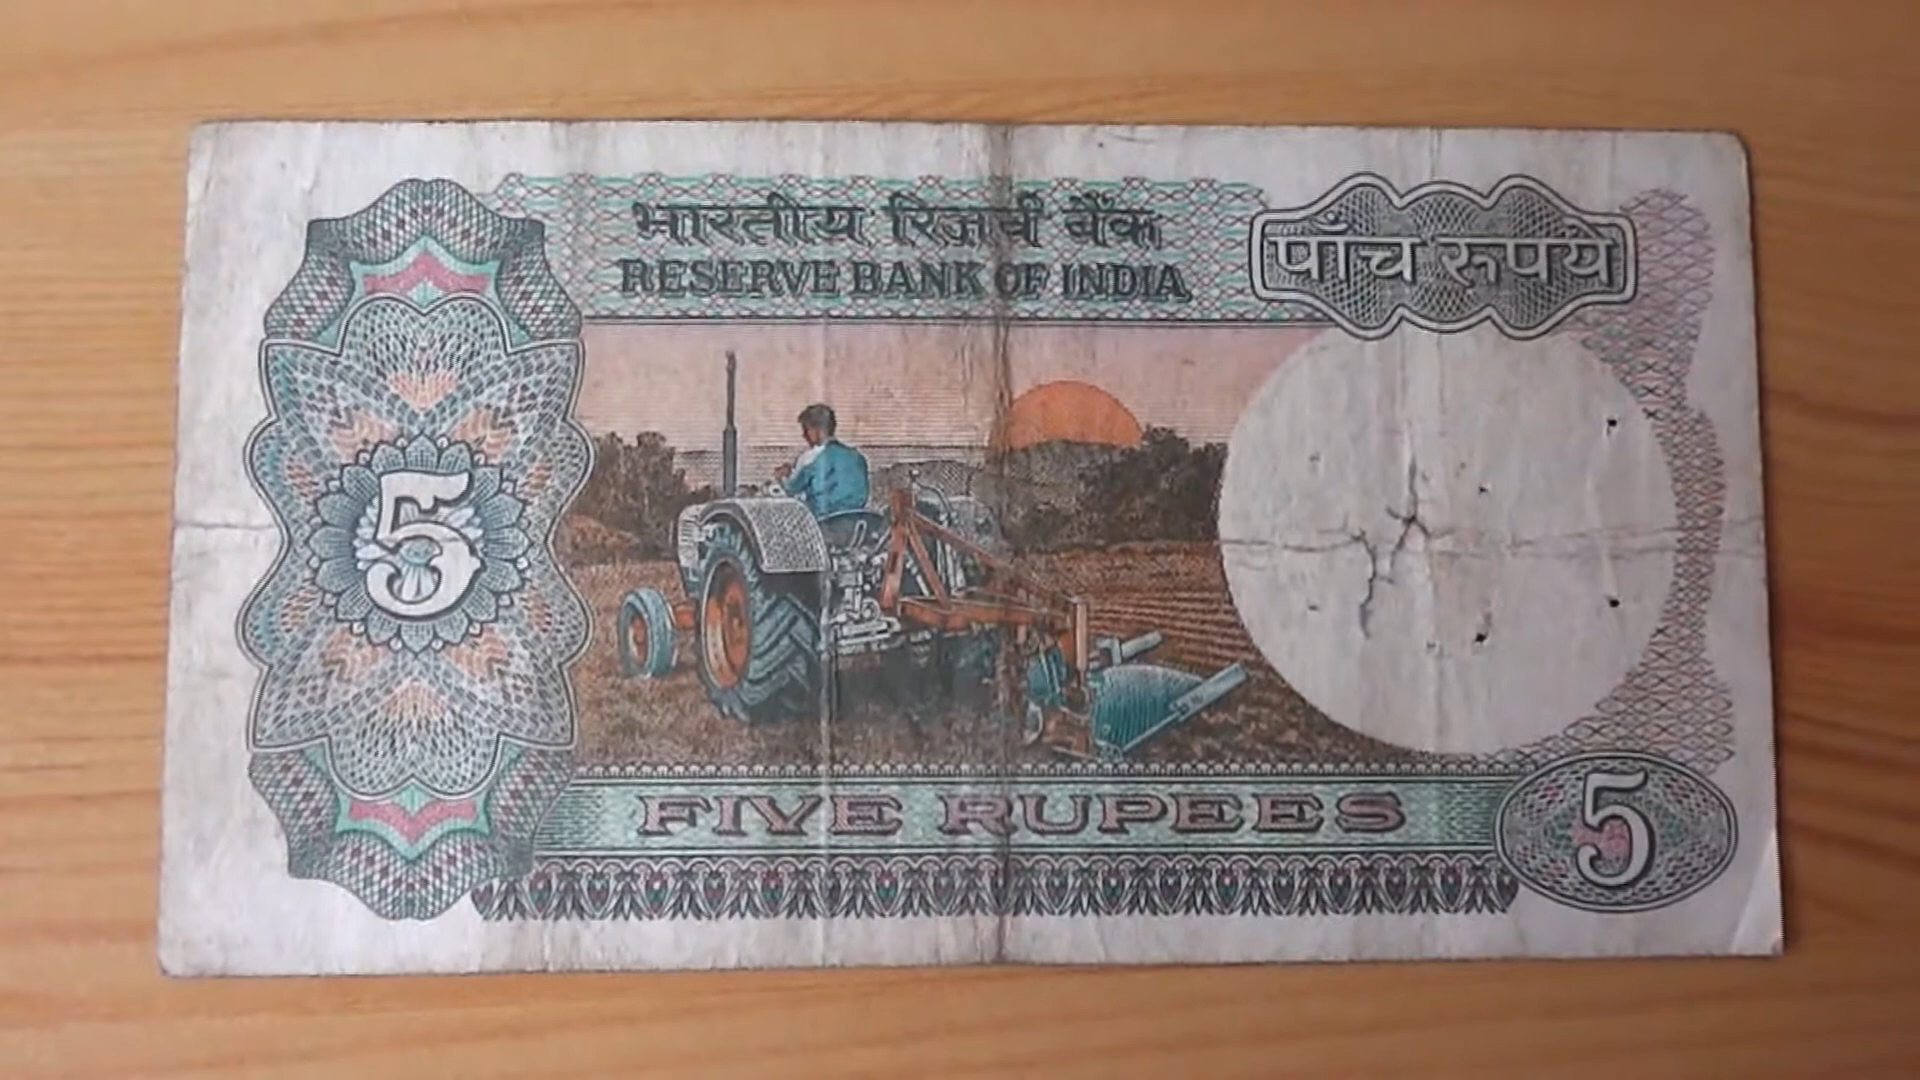 भारतीय रिज़र्व बैंक
RESERVE BANK OF INDIA
पाँच रूपये
5
FIVE RUPEES
5